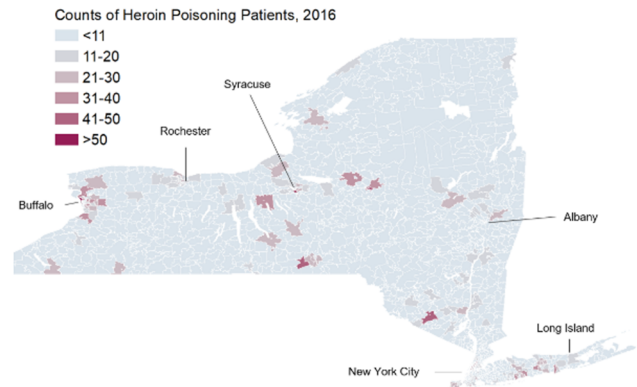 Counts of Heroin Poisoning Patients, 2016
<11
11-20
21-30
31-40
41-50
>50
Syracuse
Rochester
Buffalo
Albany
Long Island
New York City